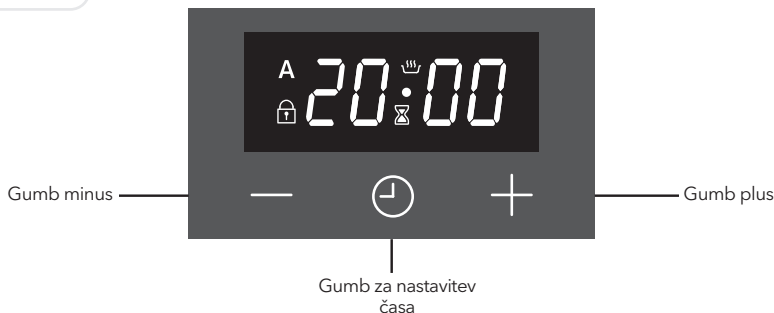 A 20:00
Gumb minus
Gumb plus
Gumb za nastavitev
časa